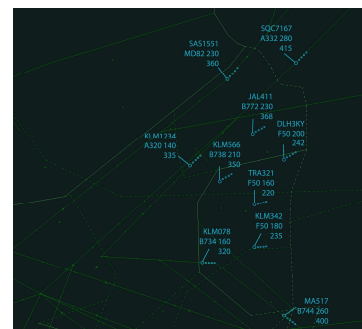 SQC7167
A332 280
415
SAS1551
MD82 230
360
JAL411
B772 230
368
DLH3KY
F50 200
242
KLM1234
A320 140
335
KLM566
B738 210
350
TRA321
F50 160
220
KLM342
F50 180
235
KLM078
B734 160
320
MAS17
B744 260
400